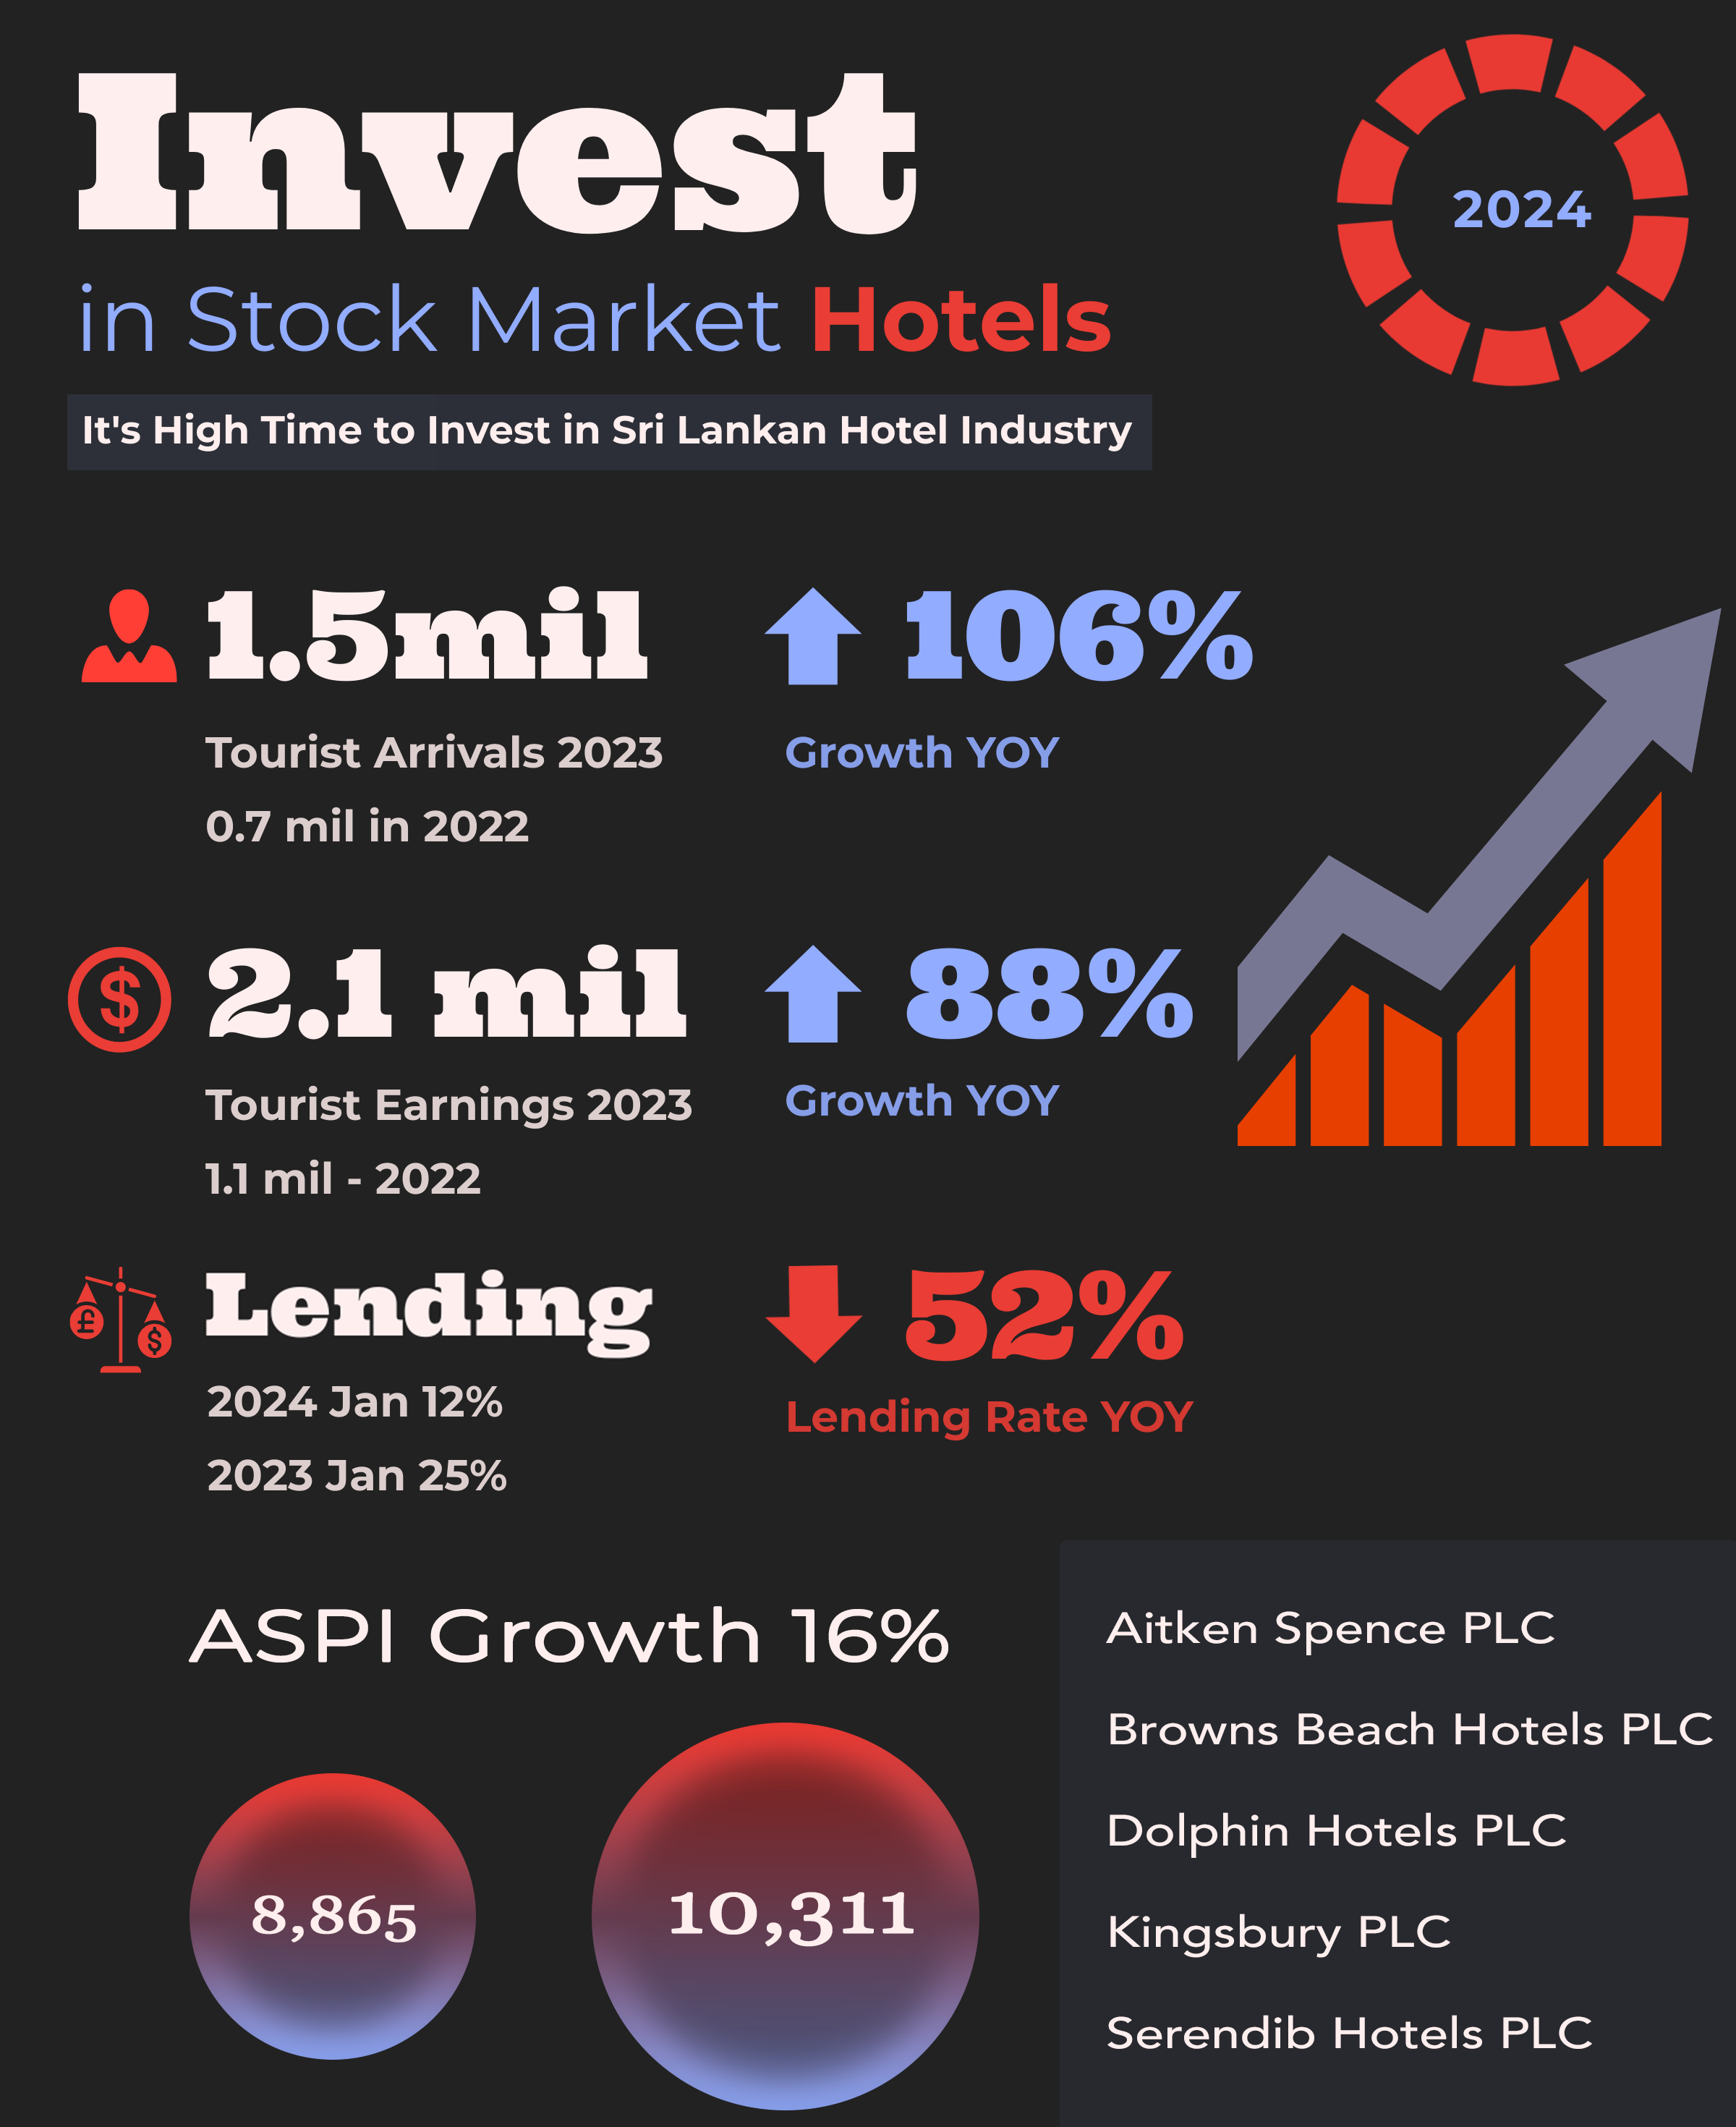 Invest
in Stock Market Hotels
It's High Time to Invest in Sri Lankan Hotel Industry
2024
1.5mil
106%
Tourist Arrivals 2023
Growth YOY
0.7 mil in 2022
$
2.1 mil
88%
Tourist Earnings 2023
Growth YOY
1.1 mil - 2022
£
$
Lending
52%
2024 Jan 12%
Lending Rate YOY
2023 Jan 25%
ASPI Growth 16%
8,865
10,311
Aitken Spence PLC
Browns Beach Hotels PLC
Dolphin Hotels PLC
Kingsbury PLC
Serendib Hotels PLC